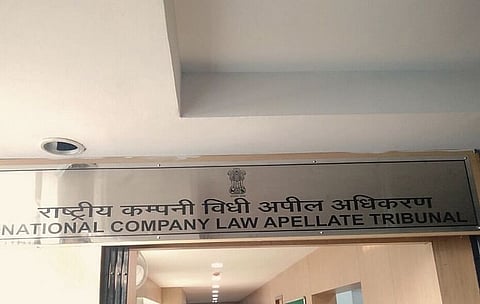 राष्ट्रीय कम्पनी विधी अपील अधिकरण
NATIONAL COMPANY LAW APELLATE TRIBUNAL